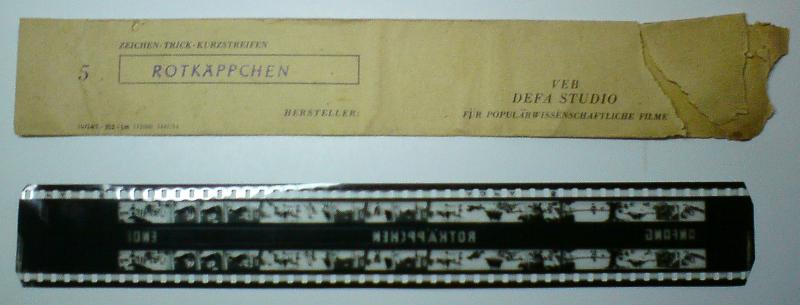 ZEICHEN-TRICK-KURZSTREIFEN
5
ROTKÄPPCHEN
VEB
DEFA STUDIO
HERSTELLER:
FÜR POPULÄRWISSENSCHAFTLICHE FILME
ENDE
ROTKÄPPCHEN
ANFANG